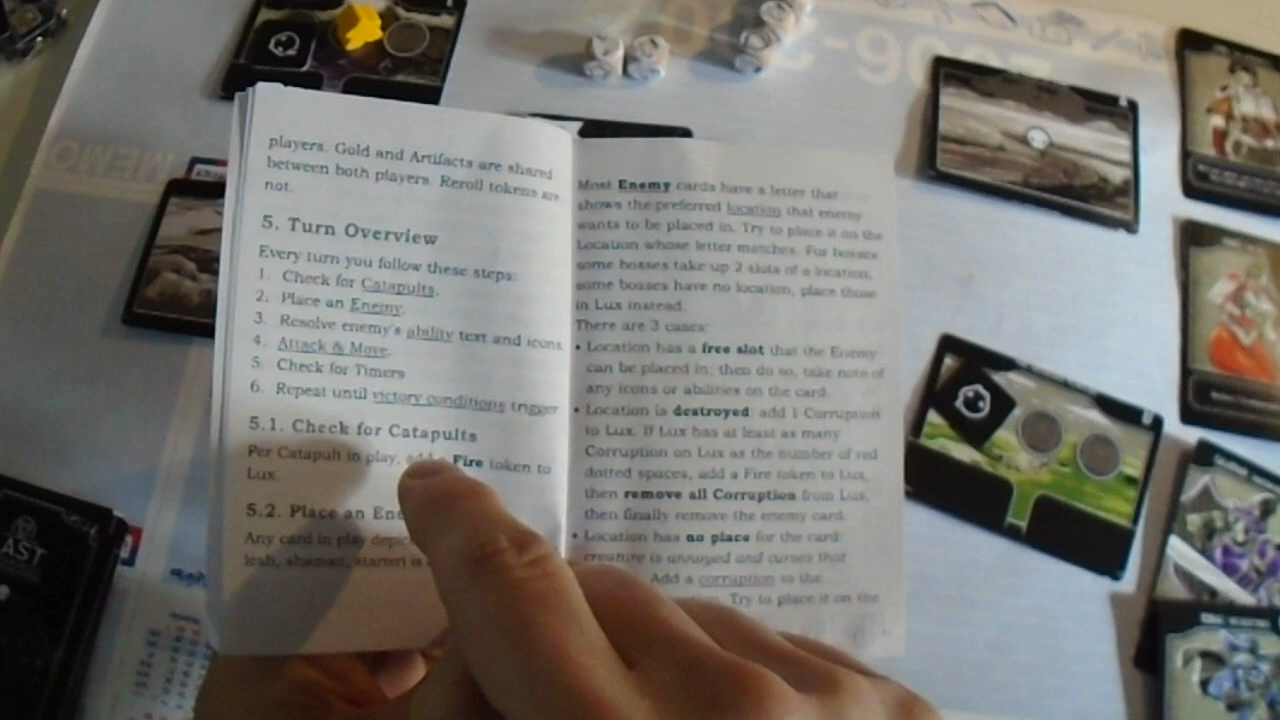 players. Gold and Artifacts are shared
between both players. Reroll tokens are
not.
5. Turn Overview
Every turn you follow these steps:
1. Check for Catapults.
2. Place an Enemy.
3. Resolve enemy's ability text and icons
4. Attack & Move.
5. Check for Timers
6. Repeat until victory conditions trigger
5.1. Check for Catapults
Per Catapult in play, add Fire token to
Lux.
5.2. Place an
Any card in play
leah, shaman,
Most Enemy cards have a letter that
shows the preferred location that enemy
wants to be placed in. Try to place it on the
Location whose letter matches. For bosses:
some bosses take up 2 slots of a location,
some bosses have no location, place those
in Lux instead.
There are 3 cases:
• Location has a free slot that the Enemy
can be placed in: then do so, take note of
any icons or abilities on the card.
• Location is destroyed: add 1 Corruption
to Lux. If Lux has at least as many
Corruption on Lux as the number of red
dotted spaces, add a Fire token to Lux,
then remove all Corruption from Lux,
then finally remove the enemy card.
• Location has no place for the card:
creature is annoyed and curses that
Add a corruption to the
Try to place it on the
MEMO
AST